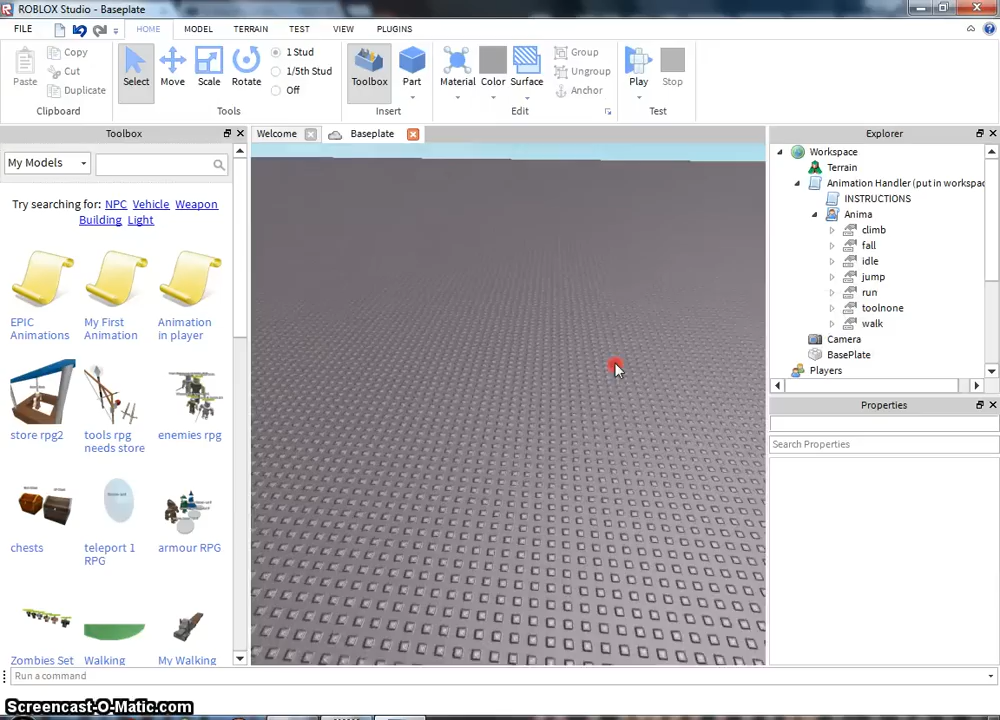 ROBLOX Studio - Baseplate
FILE HOME MODEL TERRAIN TEST VIEW PLUGINS
Paste Copy Cut Duplicate
Clipboard
Select Move Scale Rotate 1 Stud 1/5th Stud Off
Tools
Toolbox Part
Insert
Material Color Surface Group Ungroup Anchor
Edit
Play Stop
Test
Toolbox
My Models
Try searching for: NPC Vehicle Weapon
Building Light
EPIC Animations
My First Animation
Animation in player
store rpg2
tools rpg needs store
enemies rpg
chests
teleport 1 RPG
armour RPG
Zombies Set
Walking
My Walking
Welcome Baseplate
Explorer
Workspace
Terrain
Animation Handler (put in workspac
INSTRUCTIONS
Anima
climb
fall
idle
jump
run
toolnone
walk
Camera
BasePlate
Players
Properties
Search Properties
Run a command
Screencast-O-Matic.com